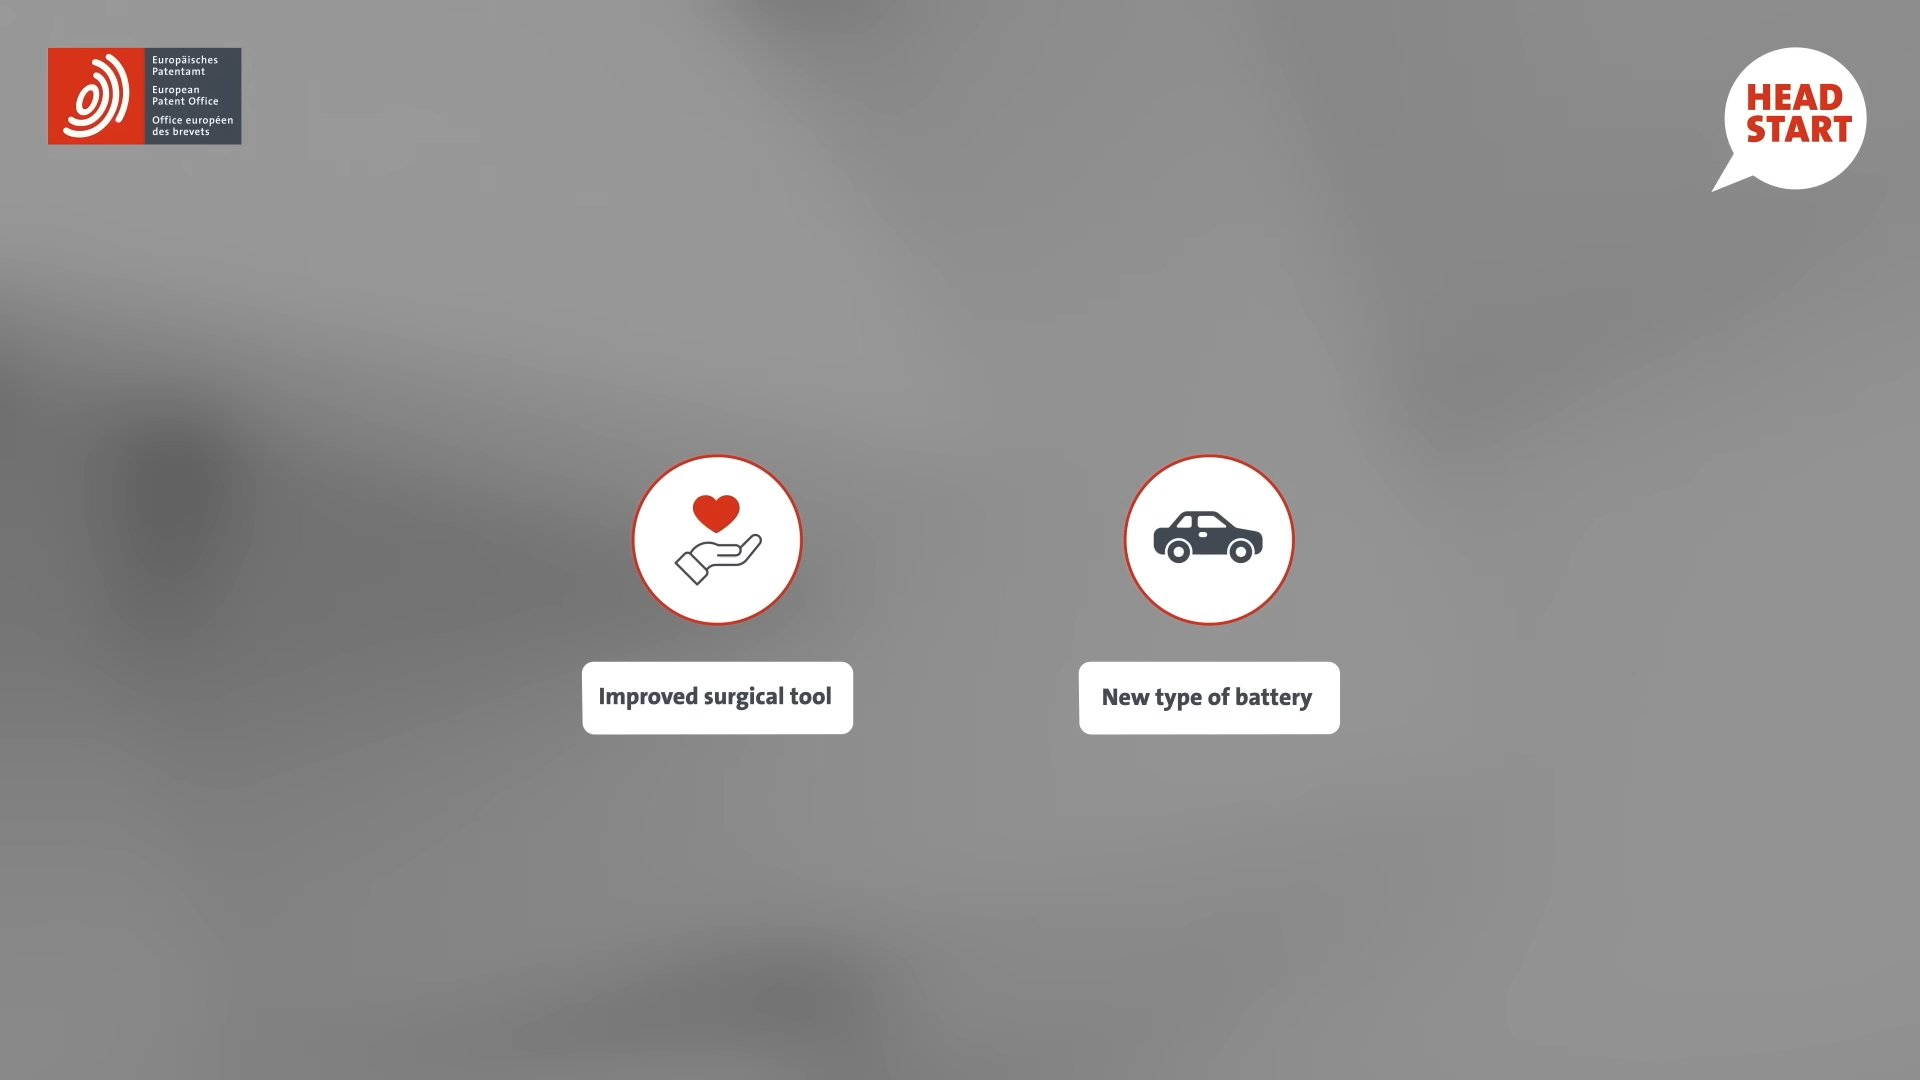 Europäisches
Patentamt
European
Patent Office
Office européen
des brevets
HEAD
START
Improved surgical tool
New type of battery